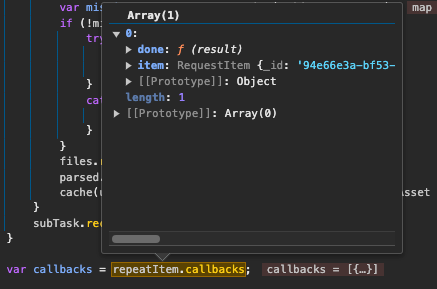 var mis
map
if (!mi
try
}
cat
}
}
files.
parsed.
cache(
Asset
}
subTask.rec
}
var callbacks = repeatItem.callbacks; callbacks = [{…}]
Array(1)
0:
done: ƒ (result)
item: RequestItem {_id: '94e66e3a-bf53-
[[Prototype]]: Object
length: 1
[[Prototype]]: Array(0)